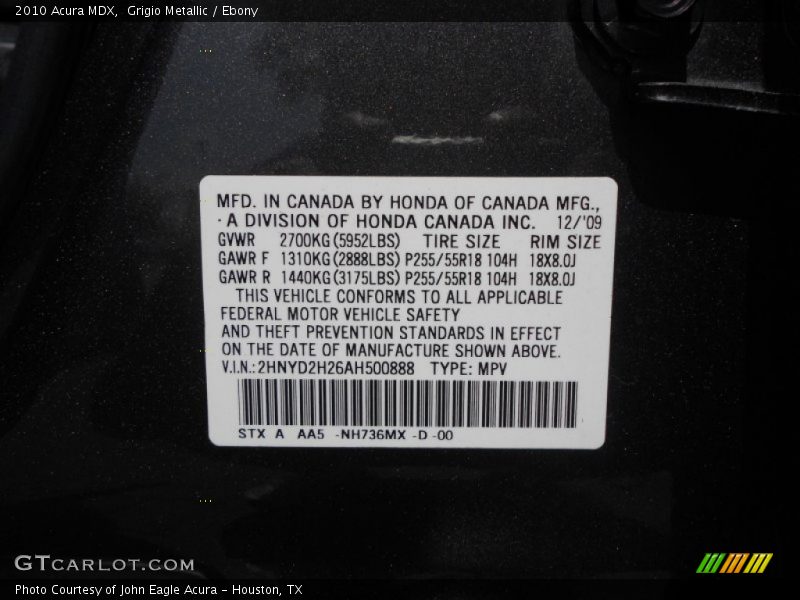 2010 Acura MDX,  Grigio Metallic / Ebony
MFD. IN CANADA BY HONDA OF CANADA MFG.,
· A DIVISION OF HONDA CANADA INC. 12/'09
GVWR 2700KG(5952LBS) TIRE SIZE RIM SIZE
GAWR F 1310KG(2888LBS) P255/55R18 104H 18X8.0J
GAWR R 1440KG(3175LBS) P255/55R18 104H 18X8.0J
THIS VEHICLE CONFORMS TO ALL APPLICABLE
FEDERAL MOTOR VEHICLE SAFETY
AND THEFT PREVENTION STANDARDS IN EFFECT
ON THE DATE OF MANUFACTURE SHOWN ABOVE.
V.I.N.:2HNYD2H26AH500888 TYPE: MPV
STX A AA5 -NH736MX -D -00
GTCARLOT.COM
Photo Courtesy of John Eagle Acura - Houston, TX